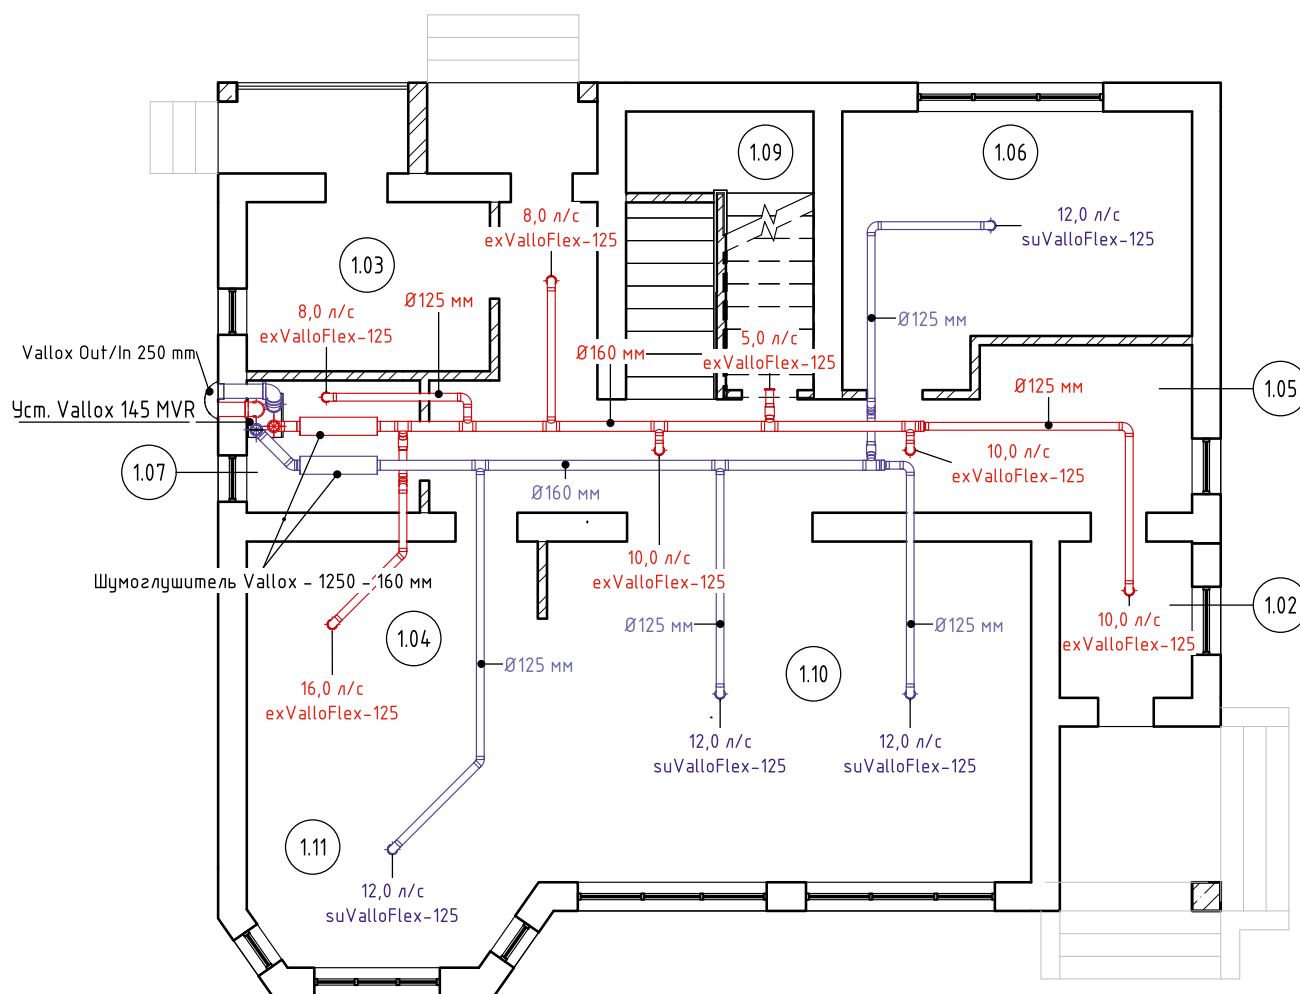 1.09
1.06
8,0 л/с
exValloFlex-125
12,0 л/с
suValloFlex-125
1.03
8,0 л/с
exValloFlex-125
Ø125 мм
Ø125 мм
Vallox Out/In 250 mm
Ø160 мм
5,0 л/с
exValloFlex-125
Ø125 мм
1.05
Уст. Vallox 145 MVR
1.07
10,0 л/с
exValloFlex-125
Ø160 мм
10,0 л/с
exValloFlex-125
Шумоглушитель Vallox - 1250 - 160 мм
1.02
10,0 л/с
exValloFlex-125
1.04
Ø125 мм
Ø125 мм
Ø125 мм
1.10
16,0 л/с
exValloFlex-125
12,0 л/с
suValloFlex-125
12,0 л/с
suValloFlex-125
1.11
12,0 л/с
suValloFlex-125